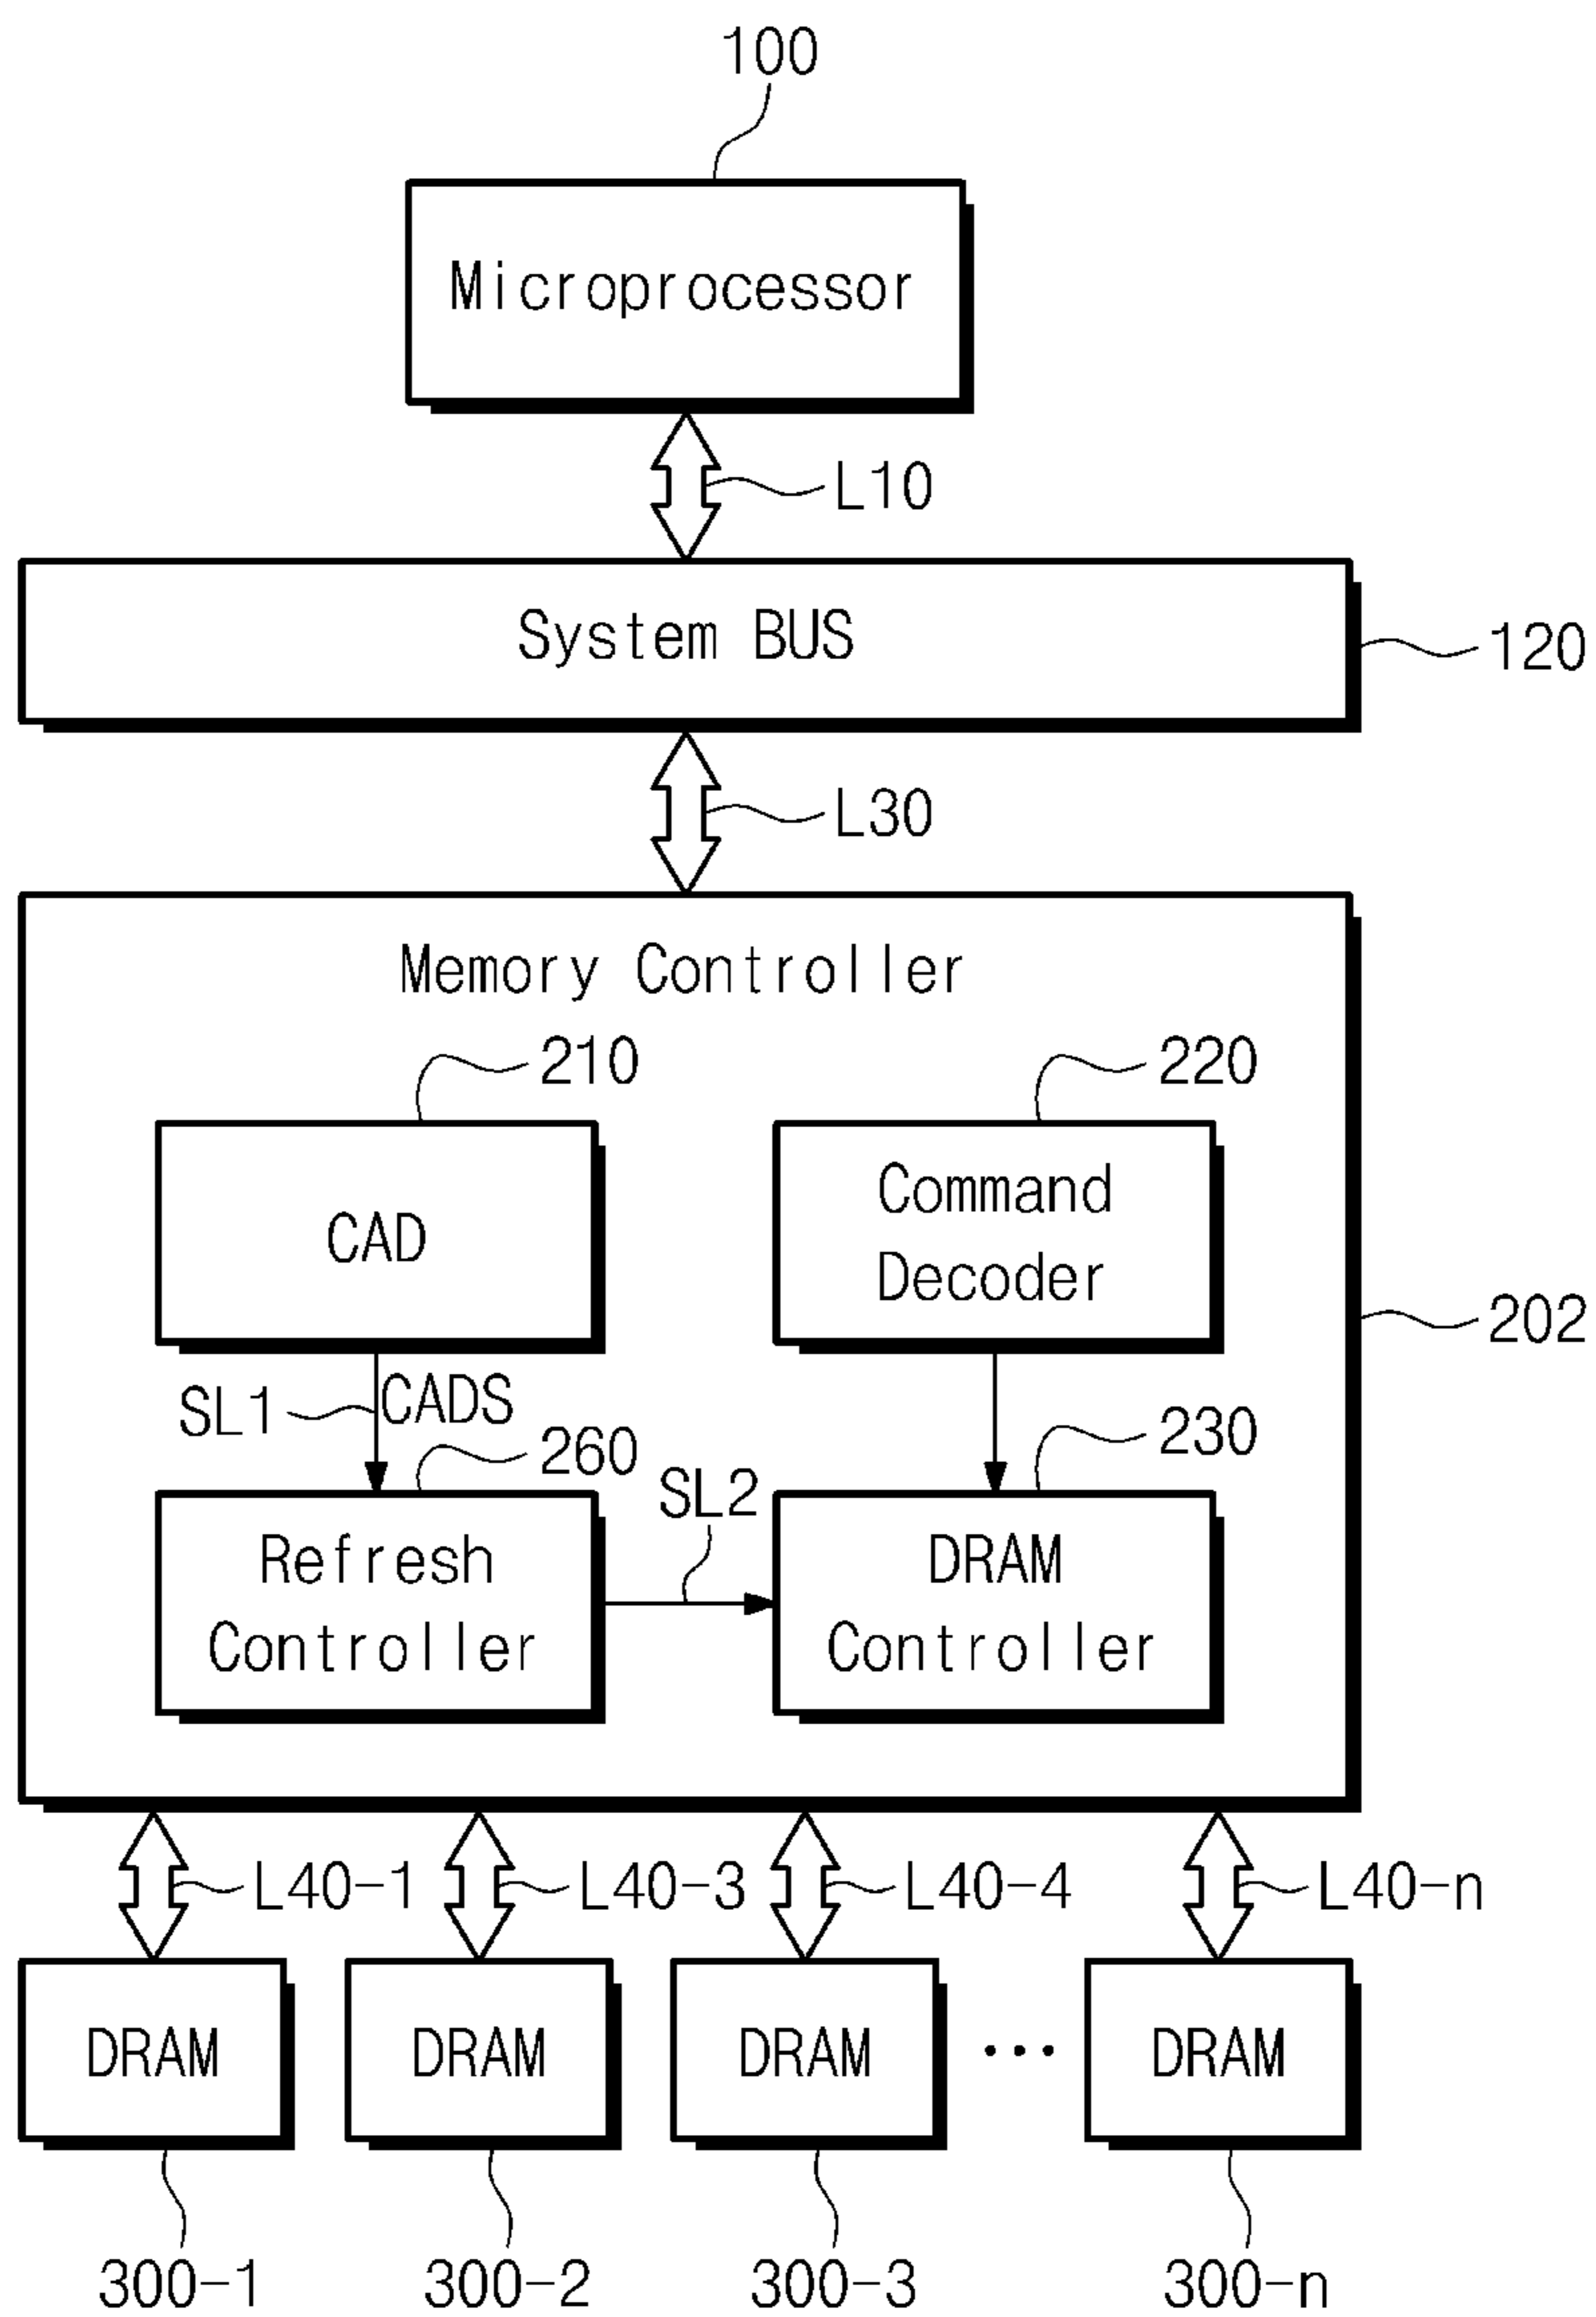 100
Microprocessor
L10
System BUS
120
L30
Memory Controller
210
220
CAD
Command
Decoder
202
SL1
CADS
260
SL2
230
Refresh
Controller
DRAM
Controller
L40-1
L40-3
L40-4
L40-n
DRAM
DRAM
DRAM
...
DRAM
300-1
300-2
300-3
300-n